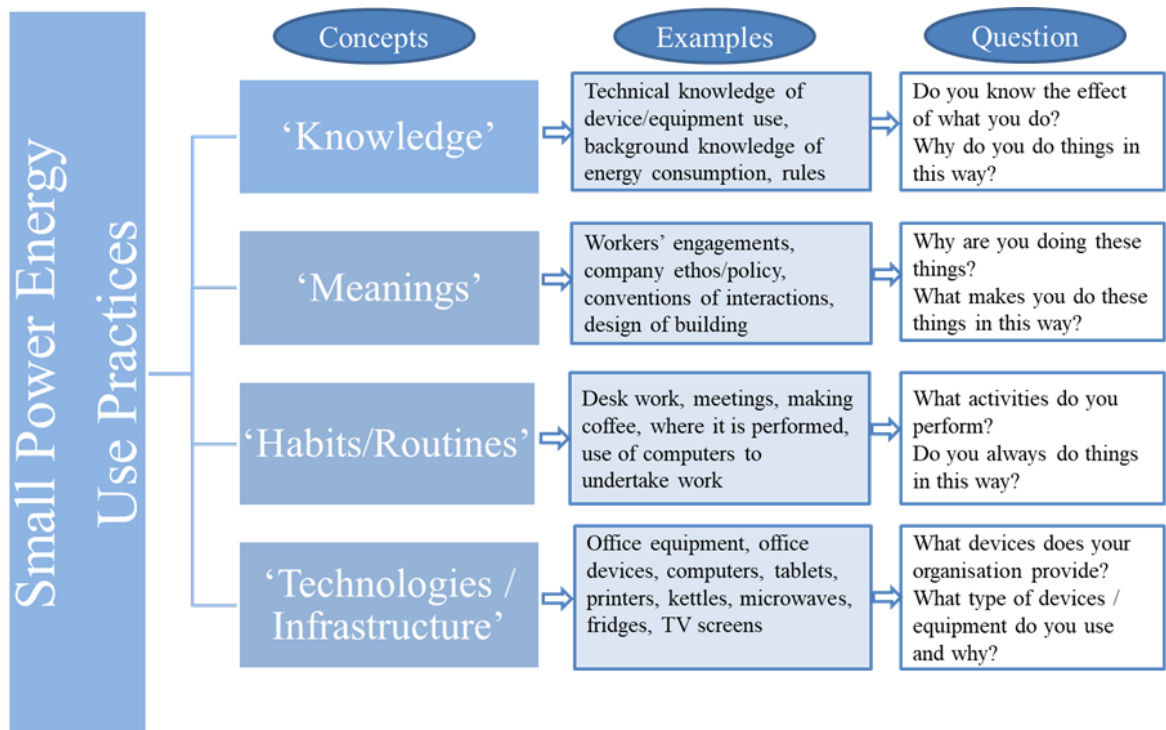 Small Power Energy
Use Practices
Concepts
Examples
Question
‘Knowledge’
Technical knowledge of
device/equipment use,
background knowledge of
energy consumption, rules
Do you know the effect
of what you do?
Why do you do things in
this way?
‘Meanings’
Workers’ engagements,
company ethos/policy,
conventions of interactions,
design of building
Why are you doing these
things?
What makes you do these
things in this way?
‘Habits/Routines’
Desk work, meetings, making
coffee, where it is performed,
use of computers to
undertake work
What activities do you
perform?
Do you always do things
in this way?
‘Technologies /
Infrastructure’
Office equipment, office
devices, computers, tablets,
printers, kettles, microwaves,
fridges, TV screens
What devices does your
organisation provide?
What type of devices /
equipment do you use
and why?